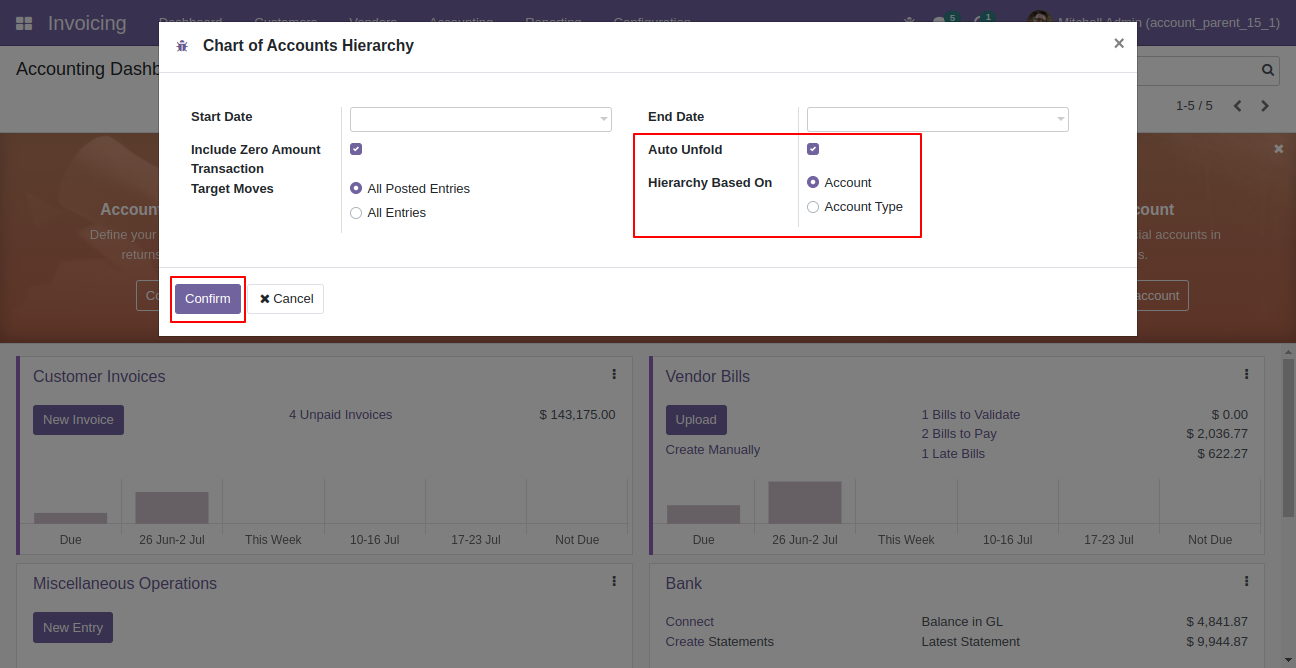 Invoicing Dashboard Customers Vendors Accounting Reporting Configuration 5 1 Mitchell Admin (account_parent_15_1)
Chart of Accounts Hierarchy ×
Accounting Dashb
1-5 / 5
Start Date
End Date
Include Zero Amount
Transaction
Auto Unfold
Target Moves
All Posted Entries
All Entries
Hierarchy Based On
Account
Account Type
Confirm
Cancel
Account
Define your
returns
Co
count
ial accounts in
s.
account
Customer Invoices
New Invoice
4 Unpaid Invoices
$ 143,175.00
Due
26 Jun-2 Jul
This Week
10-16 Jul
17-23 Jul
Not Due
Vendor Bills
Upload
Create Manually
1 Bills to Validate
$ 0.00
2 Bills to Pay
$ 2,036.77
1 Late Bills
$ 622.27
Due
26 Jun-2 Jul
This Week
10-16 Jul
17-23 Jul
Not Due
Miscellaneous Operations
New Entry
Bank
Connect
Create Statements
Balance in GL
$ 4,841.87
Latest Statement
$ 9,944.87